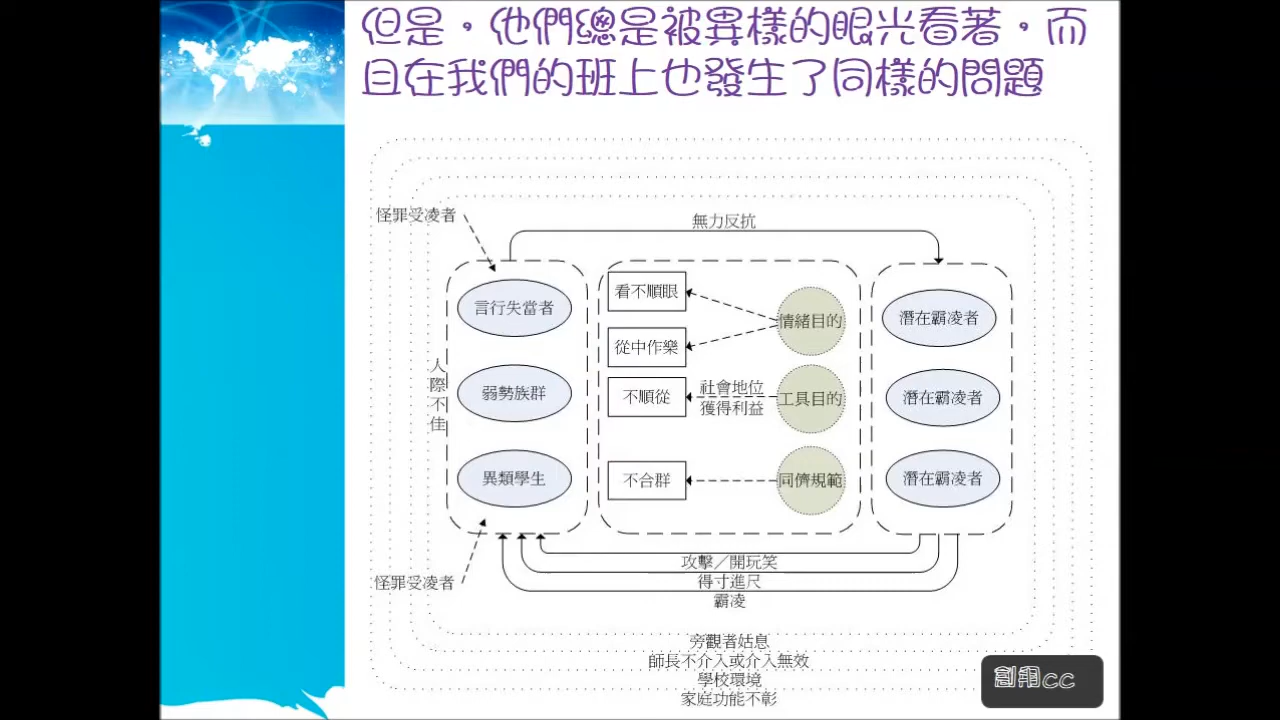 但是，他們總是被異樣的眼光看著，而
且在我們的班上也發生了同樣的問題
怪罪受凌者
無力反抗
言行失當者
弱勢族群
異類學生
人際不佳
看不順眼
從中作樂
不順從
不合群
社會地位
獲得利益
情緒目的
工具目的
同儕規範
潛在霸凌者
潛在霸凌者
潛在霸凌者
怪罪受凌者
攻擊／開玩笑
得寸進尺
霸凌
旁觀者姑息
師長不介入或介入無效
學校環境
家庭功能不彰
創用CC